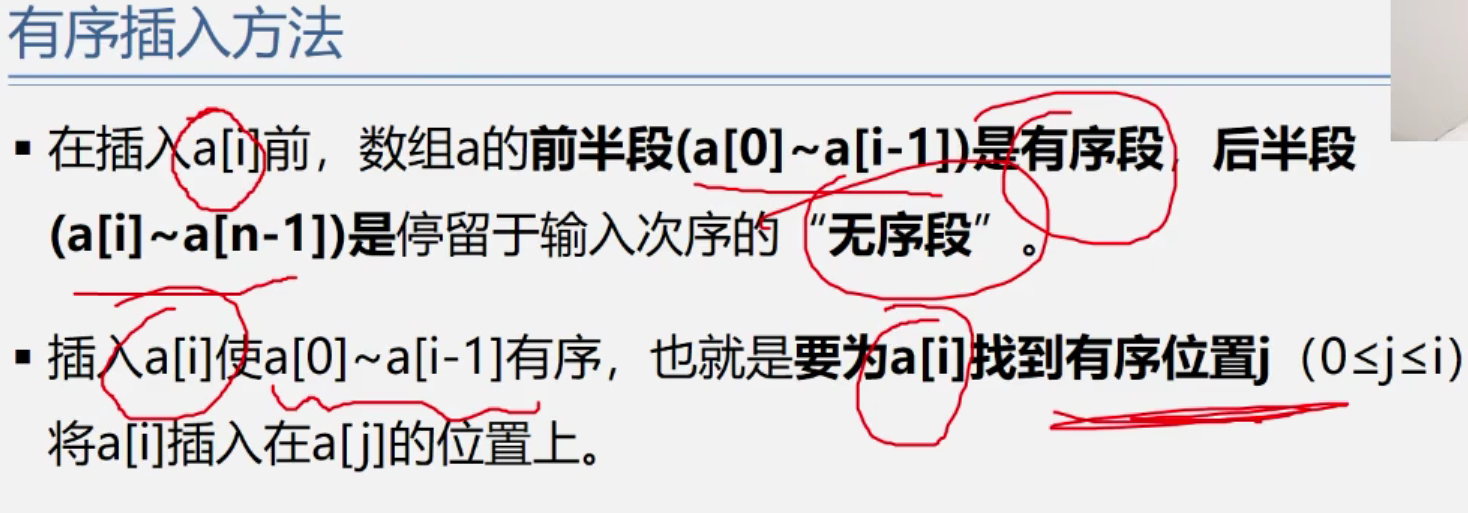 有序插入方法
▪ 在插入a[i]前，数组a的前半段(a[0]~a[i-1])是有序段，后半段
(a[i]~a[n-1])是停留于输入次序的“无序段”。
▪ 插入a[i]使a[0]~a[i-1]有序，也就是要为a[i]找到有序位置j（0≤j≤i）
将a[i]插入在a[j]的位置上。